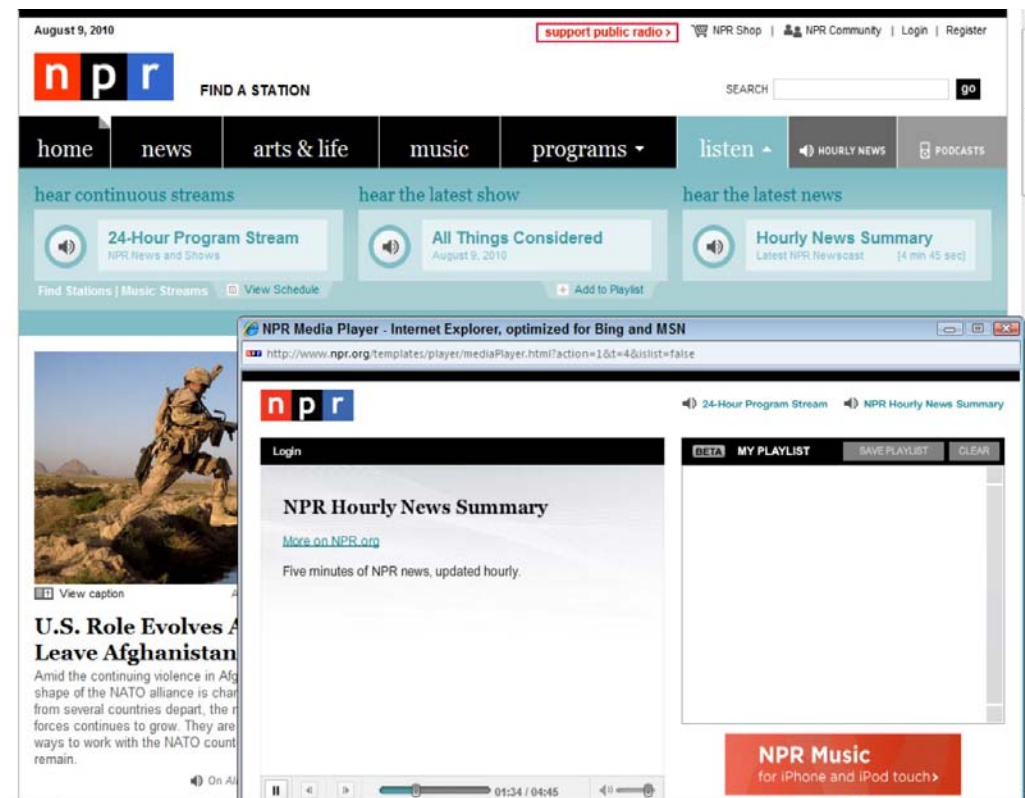 August 9, 2010
support public radio >
NPR Shop | NPR Community | Login | Register
n p r
FIND A STATION
SEARCH
go
home news arts & life music programs listen HOURLY NEWS PODCASTS
hear continuous streams
24-Hour Program Stream
NPR News and Shows
Find Stations | Music Streams
View Schedule
hear the latest show
All Things Considered
August 9, 2010
Add to Playlist
hear the latest news
Hourly News Summary
Latest NPR Newscast [4 min 45 sec]
View caption
U.S. Role Evolves
Leave Afghanistan
Amid the continuing violence in
shape of the NATO alliance is
from several countries depart, the
forces continues to grow. They are
ways to work with the NATO
remain.
On
NPR Media Player - Internet Explorer, optimized for Bing and MSN
http://www.npr.org/templates/player/mediaPlayer.html?action=1&t=4&islist=false
n p r
24-Hour Program Stream NPR Hourly News Summary
Login
NPR Hourly News Summary
More on NPR.org
Five minutes of NPR news, updated hourly.
01:34 / 04:45
BETA MY PLAYLIST SAVE PLAYLIST CLEAR
NPR Music
for iPhone and iPod touch>